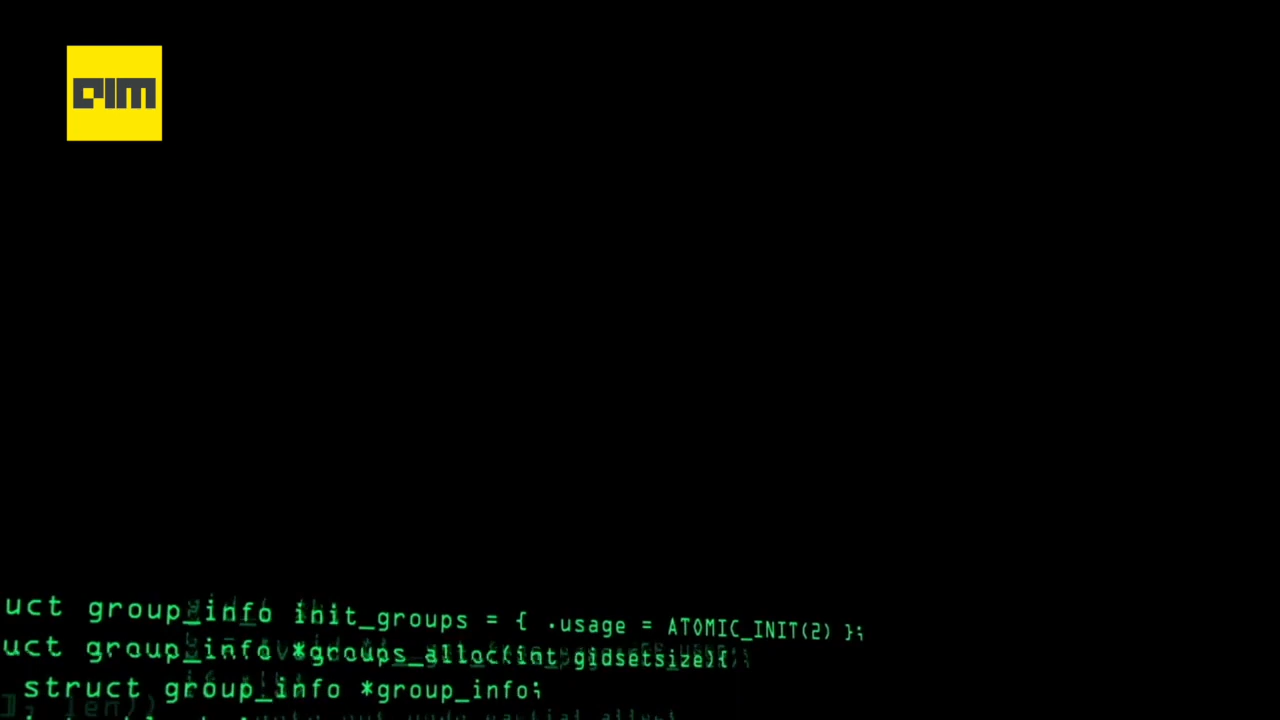 aim
uct group_info init_groups = { .usage = ATOMIC_INIT(2) };
uct group_info *groups_alloc(int gidsetsize){
struct group_info *group_info;